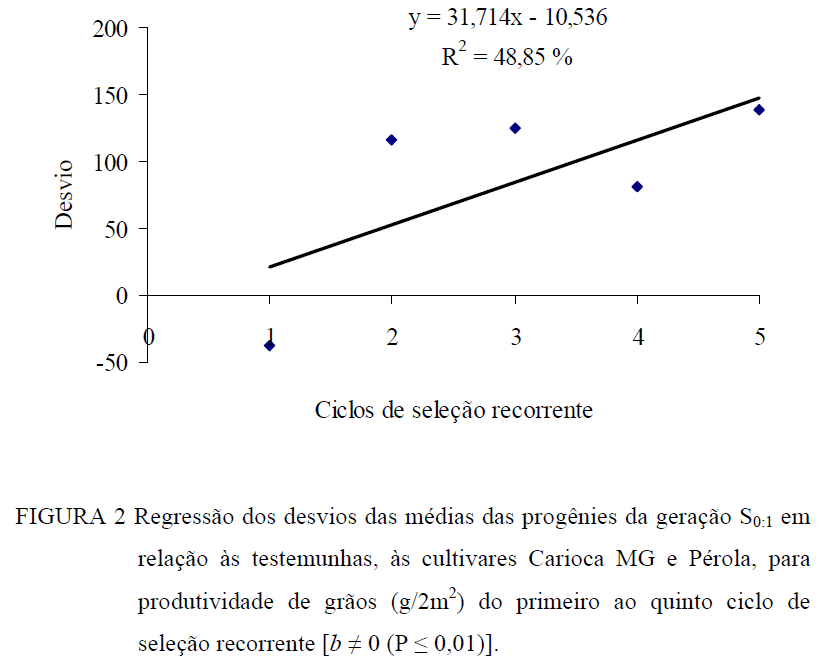 y = 31,714x - 10,536
R² = 48,85 %
200
150
100
50
0
-50
Desvio
0 1 2 3 4 5
Ciclos de seleção recorrente
FIGURA 2 Regressão dos desvios das médias das progênies da geração S₀:₁ em
relação às testemunhas, às cultivares Carioca MG e Pérola, para
produtividade de grãos (g/2m²) do primeiro ao quinto ciclo de
seleção recorrente [b ≠ 0 (P ≤ 0,01)].